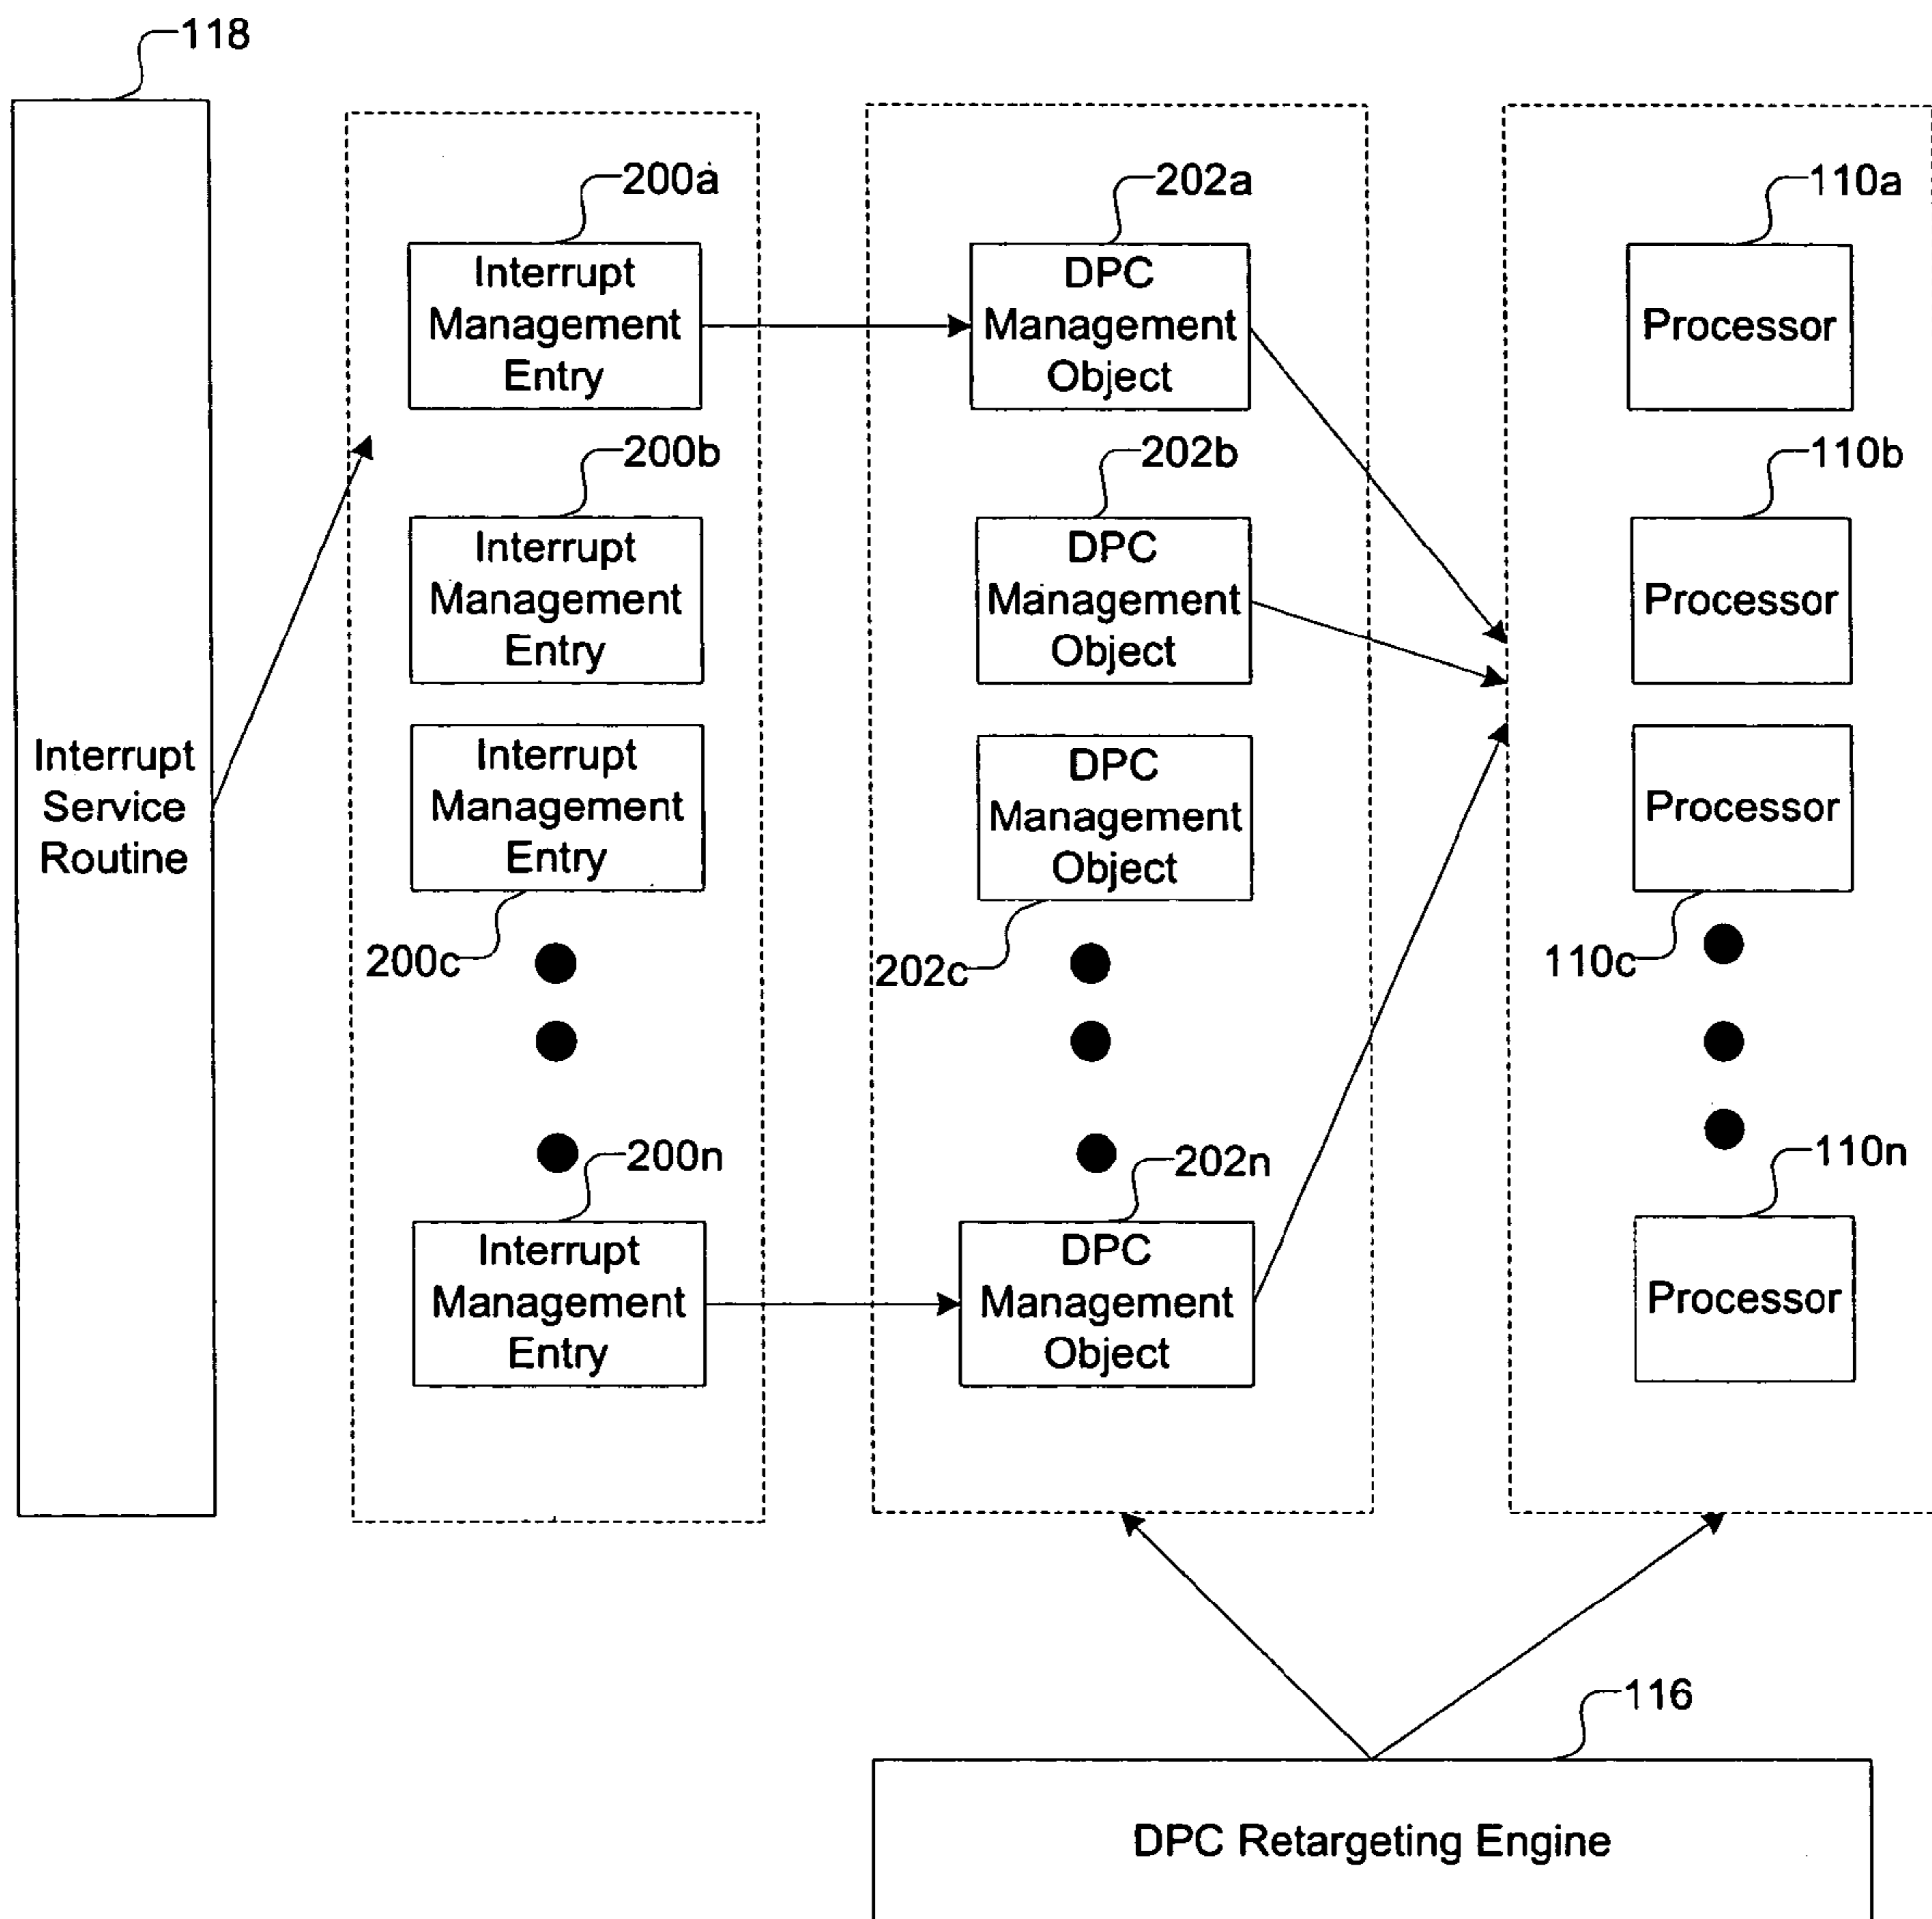 118
200a
202a
110a
Interrupt
Management
Entry
DPC
Management
Object
Processor
200b
202b
110b
Interrupt
Management
Entry
DPC
Management
Object
Processor
Interrupt
Service
Routine
Interrupt
Management
Entry
DPC
Management
Object
Processor
200c
202c
110c
200n
202n
110n
Interrupt
Management
Entry
DPC
Management
Object
Processor
116
DPC Retargeting Engine